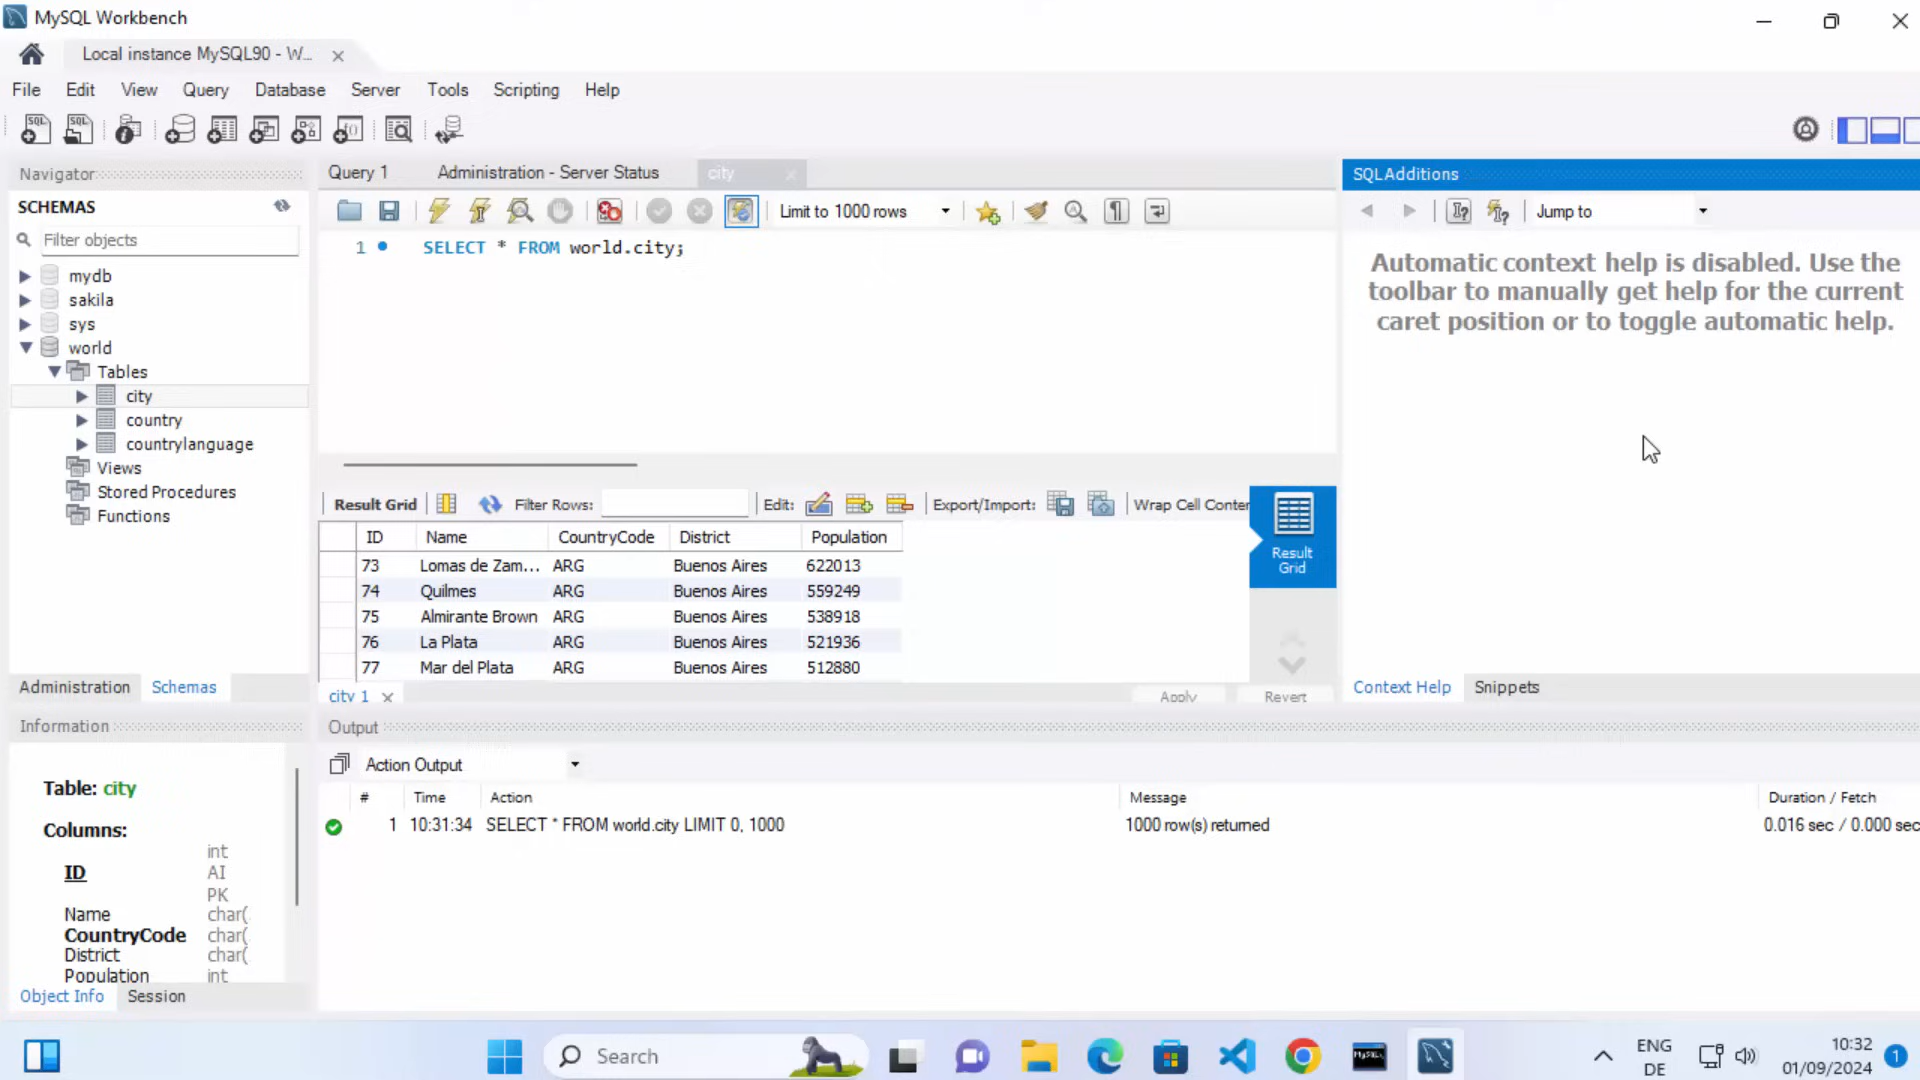 MySQL Workbench
Local instance MySQL90 - W...
File Edit View Query Database Server Tools Scripting Help
Navigator
SCHEMAS
Filter objects
mydb
sakila
sys
world
Tables
city
country
countrylanguage
Views
Stored Procedures
Functions
Administration Schemas
Information
Table: city
Columns:
ID int AI PK
Name char(
CountryCode char(
District char(
Population int
Object Info Session
Query 1 Administration - Server Status city
Limit to 1000 rows
1 SELECT * FROM world.city;
Result Grid Filter Rows: Edit: Export/Import: Wrap Cell Conter
ID Name CountryCode District Population
73 Lomas de Zam... ARG Buenos Aires 622013
74 Quilmes ARG Buenos Aires 559249
75 Almirante Brown ARG Buenos Aires 538918
76 La Plata ARG Buenos Aires 521936
77 Mar del Plata ARG Buenos Aires 512880
Result
Grid
city 1 Apply Revert
SQLAdditions
Jump to
Automatic context help is disabled. Use the
toolbar to manually get help for the current
caret position or to toggle automatic help.
Context Help Snippets
Output
Action Output
# Time Action Message Duration / Fetch
1 10:31:34 SELECT * FROM world.city LIMIT 0, 1000 1000 row(s) returned 0.016 sec / 0.000 sec
Search
ENG
DE
10:32
01/09/2024
1